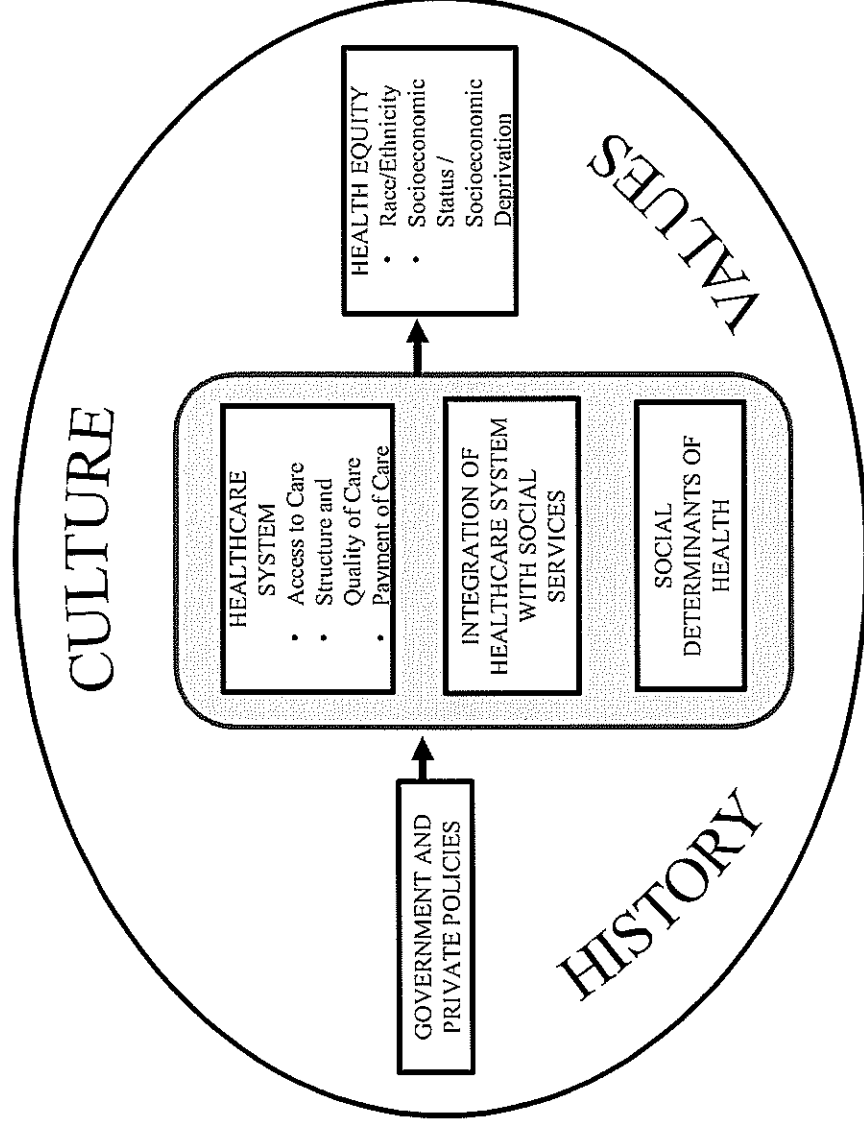 CULTURE
GOVERNMENT AND
PRIVATE POLICIES
HEALTHCARE
SYSTEM
• Access to Care
• Structure and
Quality of Care
• Payment of Care
INTEGRATION OF
HEALTHCARE SYSTEM
WITH SOCIAL
SERVICES
SOCIAL
DETERMINANTS OF
HEALTH
HEALTH EQUITY
• Race/Ethnicity
• Socioeconomic
Status /
Socioeconomic
Deprivation
HISTORY
VALUES